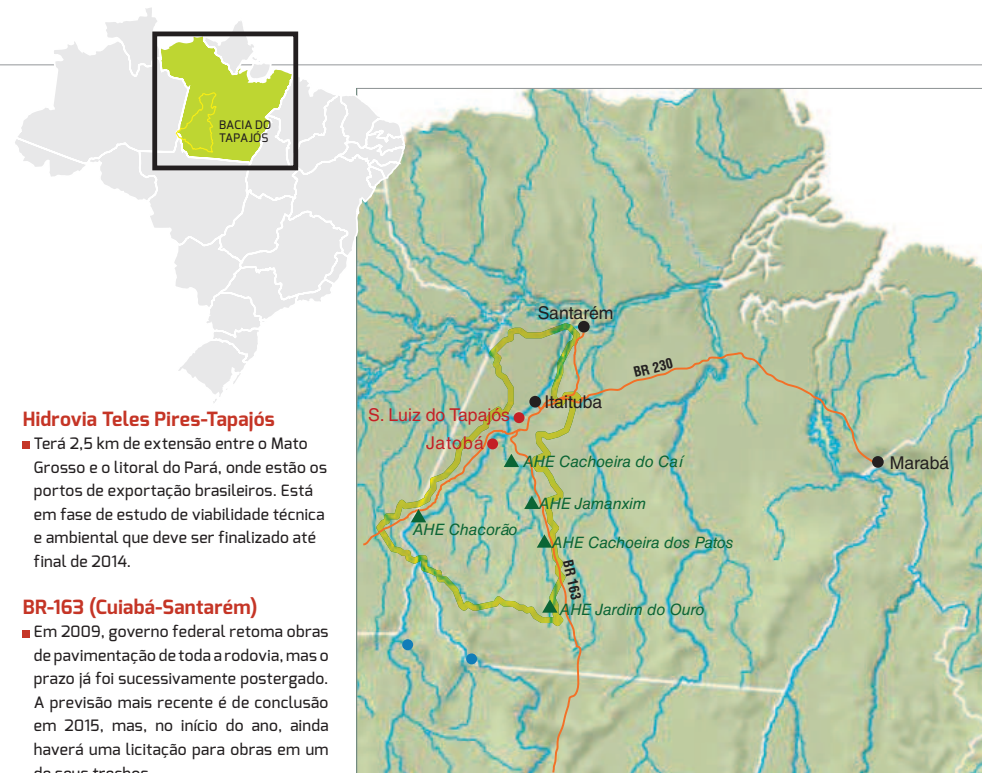 BACIA DO
TAPAJÓS
Hidrovia Teles Pires-Tapajós
Terá 2,5 km de extensão entre o Mato
Grosso e o litoral do Pará, onde estão os
portos de exportação brasileiros. Está
em fase de estudo de viabilidade técnica
e ambiental que deve ser finalizado até
final de 2014.
BR-163 (Cuiabá-Santarém)
Em 2009, governo federal retoma obras
de pavimentação de toda a rodovia, mas o
prazo já foi sucessivamente postergado.
A previsão mais recente é de conclusão
em 2015, mas, no início do ano, ainda
haverá uma licitação para obras em um
de seus trechos
Santarém
BR 230
Itaituba
S. Luiz do Tapajós
Jatobá
AHE Cachoeira do Caí
Marabá
AHE Jamanxim
AHE Chacorão
AHE Cachoeira dos Patos
BR 163
AHE Jardim do Ouro